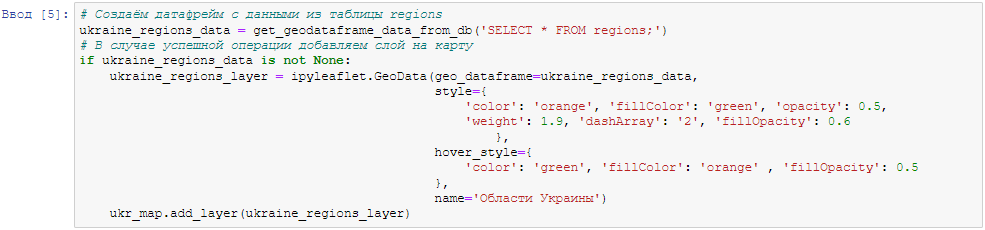 Ввод [5]: # Создаём датафрейм с данными из таблицы regions
ukraine_regions_data = get_geodataframe_data_from_db('SELECT * FROM regions;')
# В случае успешной операции добавляем слой на карту
if ukraine_regions_data is not None:
    ukraine_regions_layer = ipyleaflet.GeoData(geo_dataframe=ukraine_regions_data,
                                               style={
                                                   'color': 'orange', 'fillColor': 'green', 'opacity': 0.5,
                                                   'weight': 1.9, 'dashArray': '2', 'fillOpacity': 0.6
                                                       },
                                               hover_style={
                                                   'color': 'green', 'fillColor': 'orange' , 'fillOpacity': 0.5
                                               },
                                               name='Области Украины')
    ukr_map.add_layer(ukraine_regions_layer)